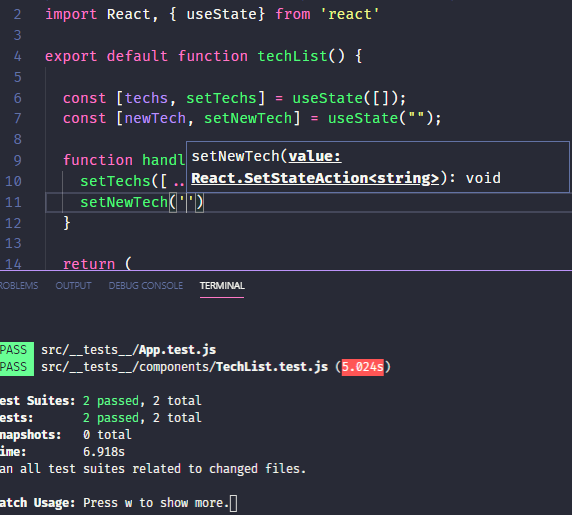 2 import React, { useState} from 'react'
3
4 export default function techList() {
5
6 const [techs, setTechs] = useState([]);
7 const [newTech, setNewTech] = useState("");
8
9 function handl
setNewTech(value:
React.SetStateAction<string>): void
10 setTechs([..
11 setNewTech('')
12 }
13
14 return (
ROBLEMS OUTPUT DEBUG CONSOLE TERMINAL
PASS src/__tests__/App.test.js
PASS src/__tests__/components/TechList.test.js (5.024s)
est Suites: 2 passed, 2 total
ests: 2 passed, 2 total
napshots: 0 total
ime: 6.918s
an all test suites related to changed files.
atch Usage: Press w to show more.